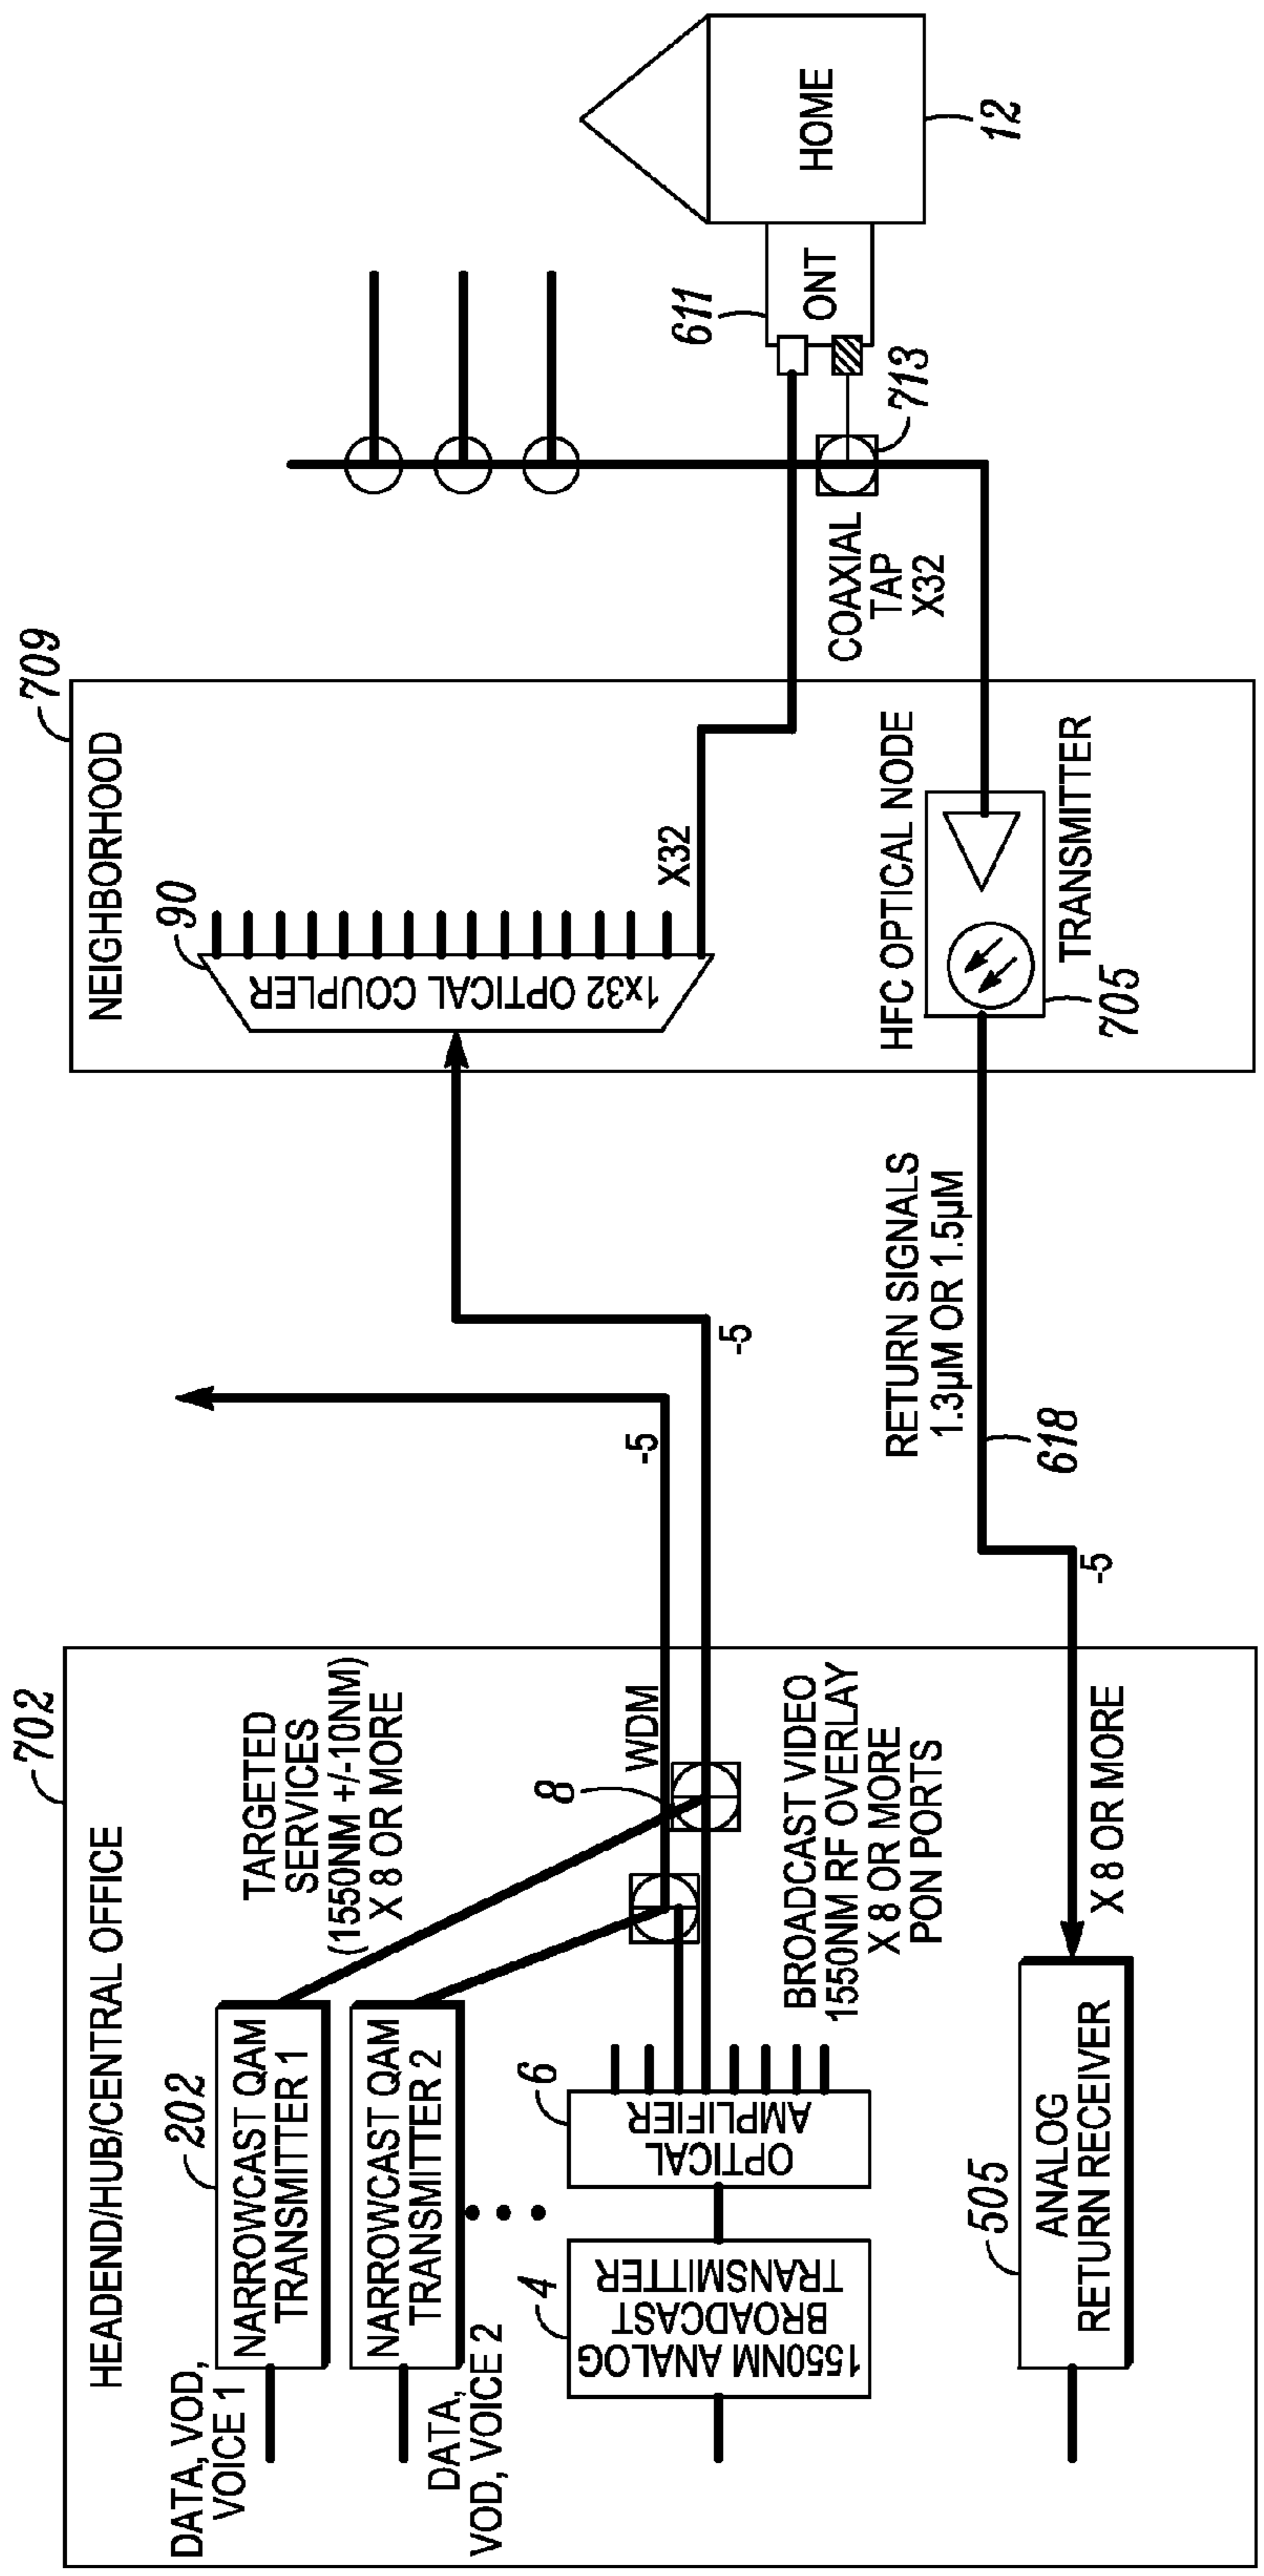 702
HEADEND/HUB/CENTRAL OFFICE
DATA, VOD,
VOICE 1
202
NARROWCAST QAM
TRANSMITTER 1
TARGETED
SERVICES
(1550NM +/-10NM)
X 8 OR MORE
NARROWCAST QAM
TRANSMITTER 2
DATA,
VOD, VOICE 2
4
1550NM ANALOG
BROADCAST
TRANSMITTER
6
OPTICAL
AMPLIFIER
8
WDM
BROADCAST VIDEO
1550NM RF OVERLAY
X 8 OR MORE
PON PORTS
505
ANALOG
RETURN RECEIVER
X 8 OR MORE
-5
-5
-5
618
RETURN SIGNALS
1.3µM OR 1.5µM
709
NEIGHBORHOOD
90
1x32 OPTICAL COUPLER
X32
HFC OPTICAL NODE
705
TRANSMITTER
COAXIAL
TAP
X32
713
611
ONT
HOME
12